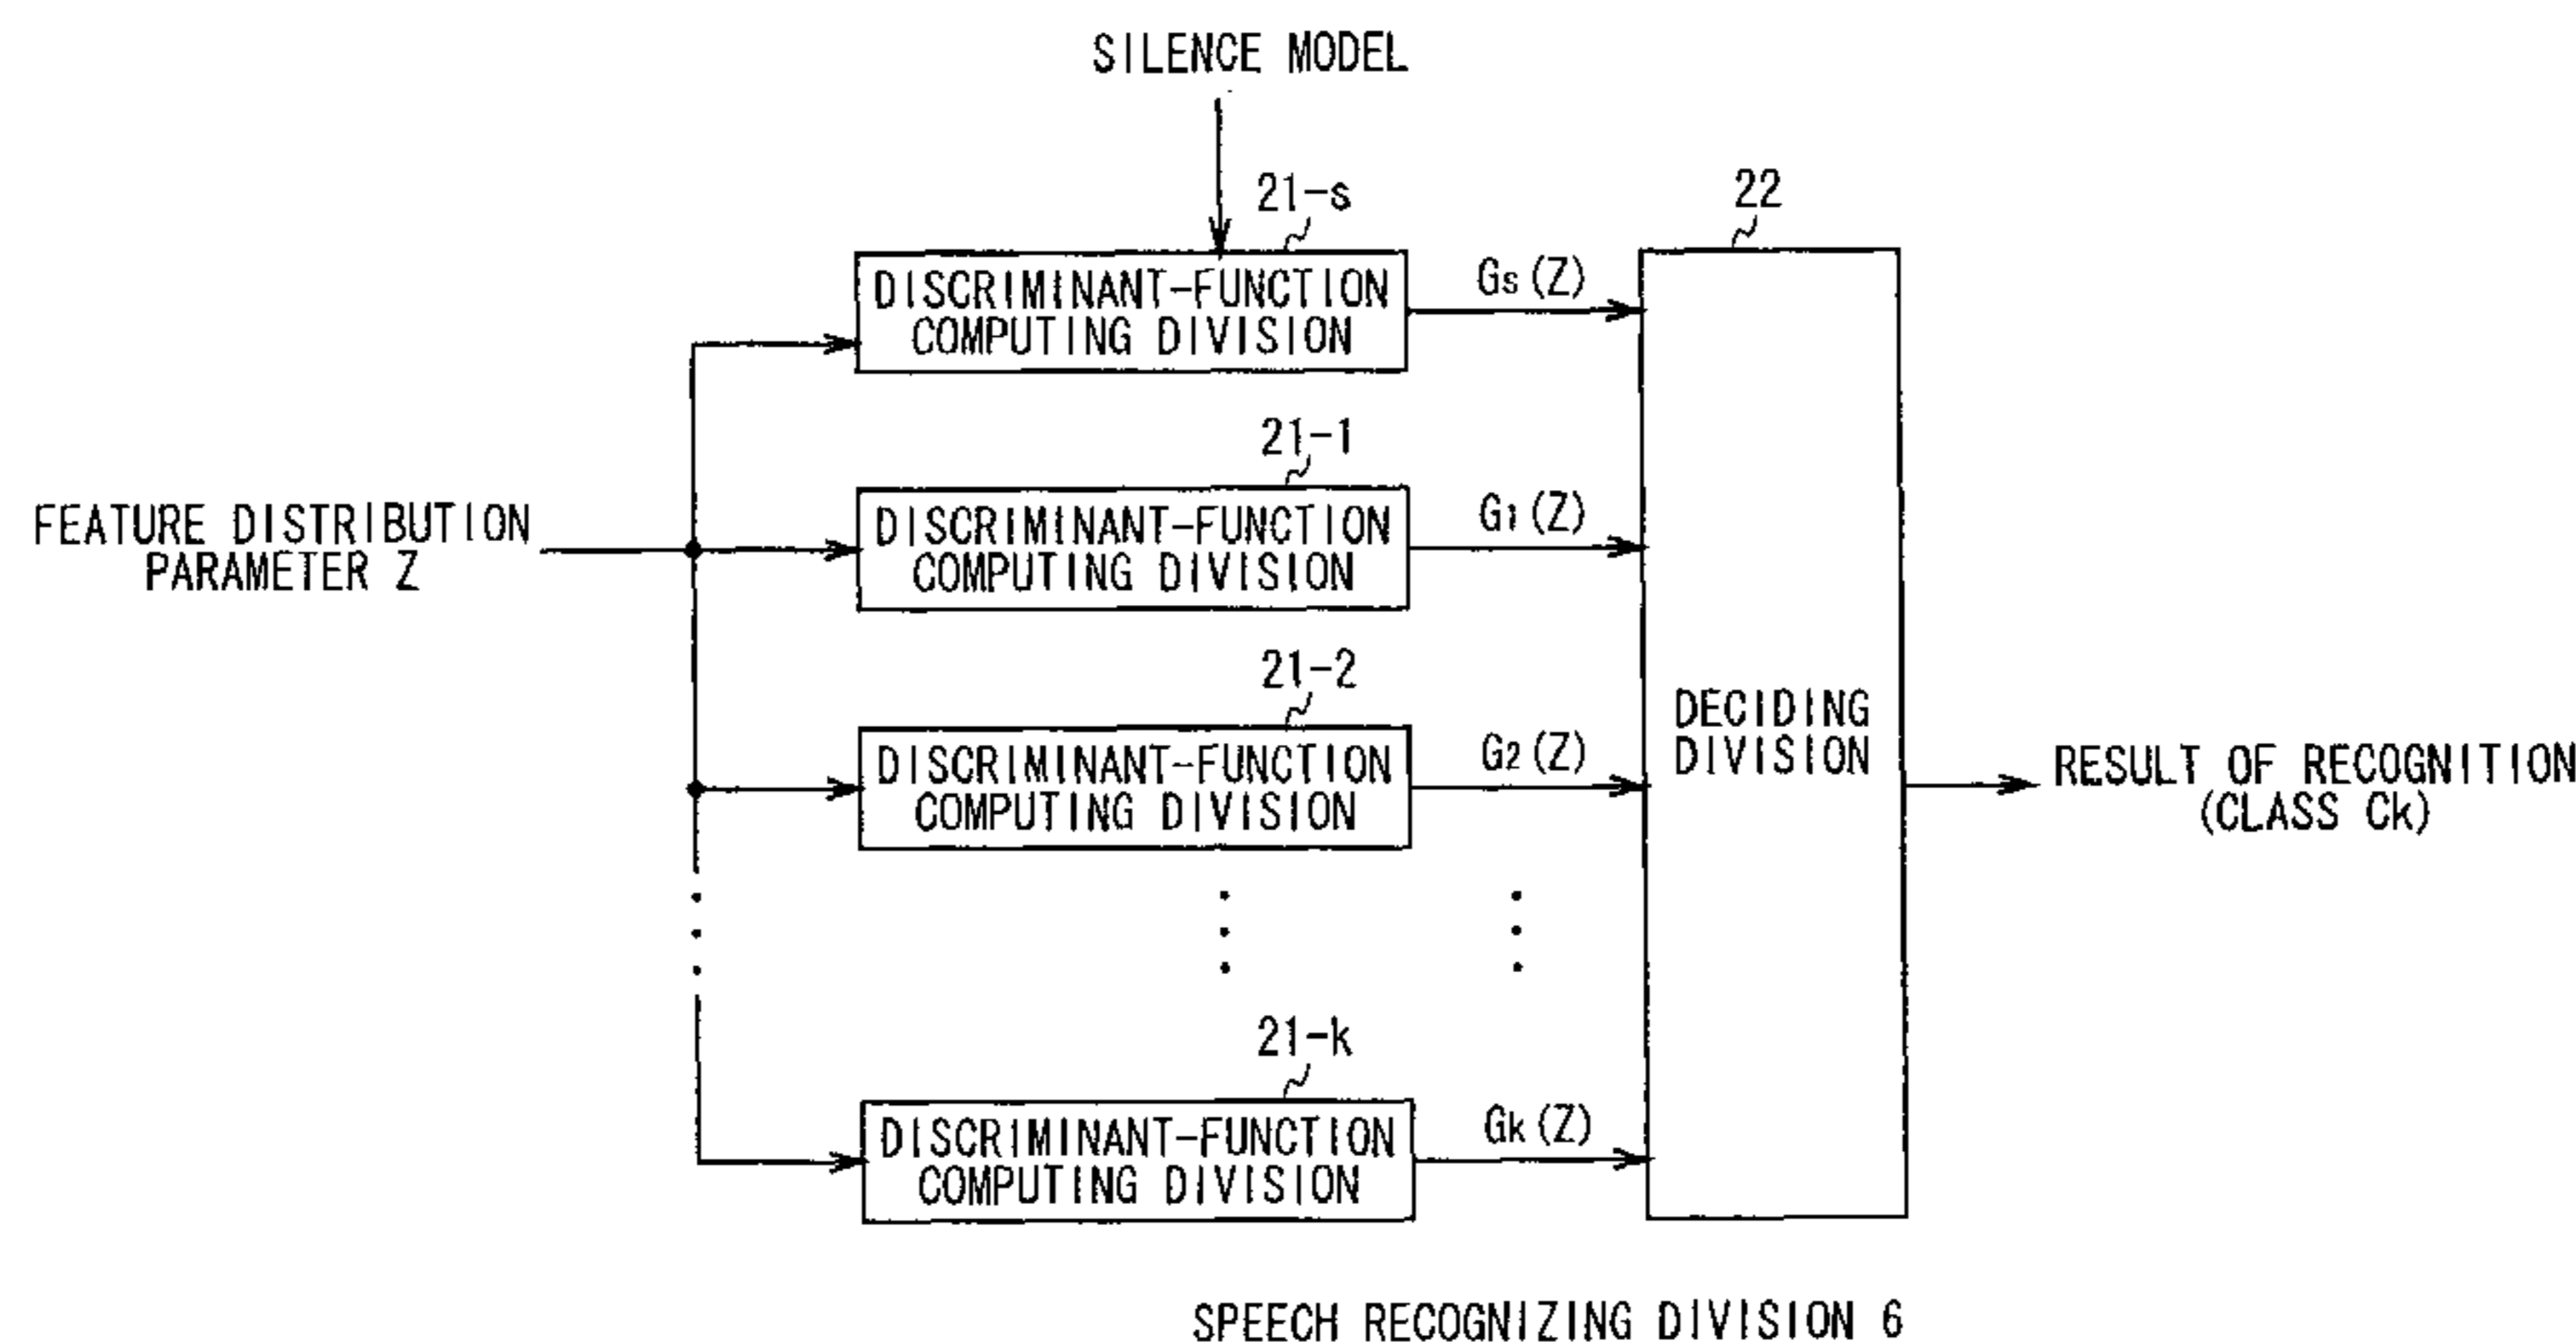 SILENCE MODEL
21-s
22
DISCRIMINANT-FUNCTION
COMPUTING DIVISION
Gs(Z)
21-1
FEATURE DISTRIBUTION
PARAMETER Z
DISCRIMINANT-FUNCTION
COMPUTING DIVISION
G1(Z)
21-2
DISCRIMINANT-FUNCTION
COMPUTING DIVISION
G2(Z)
DECIDING
DIVISION
RESULT OF RECOGNITION
(CLASS Ck)
21-k
DISCRIMINANT-FUNCTION
COMPUTING DIVISION
Gk(Z)
SPEECH RECOGNIZING DIVISION 6